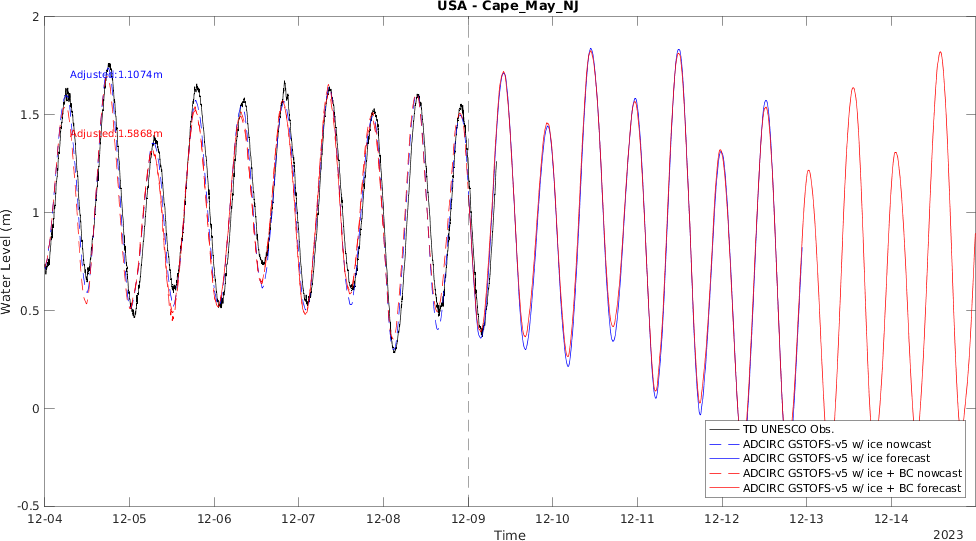 USA - Cape_May_NJ
2
1.5
1
0.5
0
-0.5
Water Level (m)
Adjusted:1.1074m
Adjusted:1.5868m
TD UNESCO Obs.
ADCIRC GSTOFS-v5 w/ ice nowcast
ADCIRC GSTOFS-v5 w/ ice forecast
ADCIRC GSTOFS-v5 w/ ice + BC nowcast
ADCIRC GSTOFS-v5 w/ ice + BC forecast
12-04 12-05 12-06 12-07 12-08 12-09 12-10 12-11 12-12 12-13 12-14
Time
2023